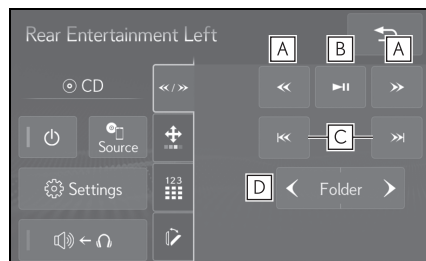 Rear Entertainment Left
A B A
CD
Source
C
123
Settings
D Folder